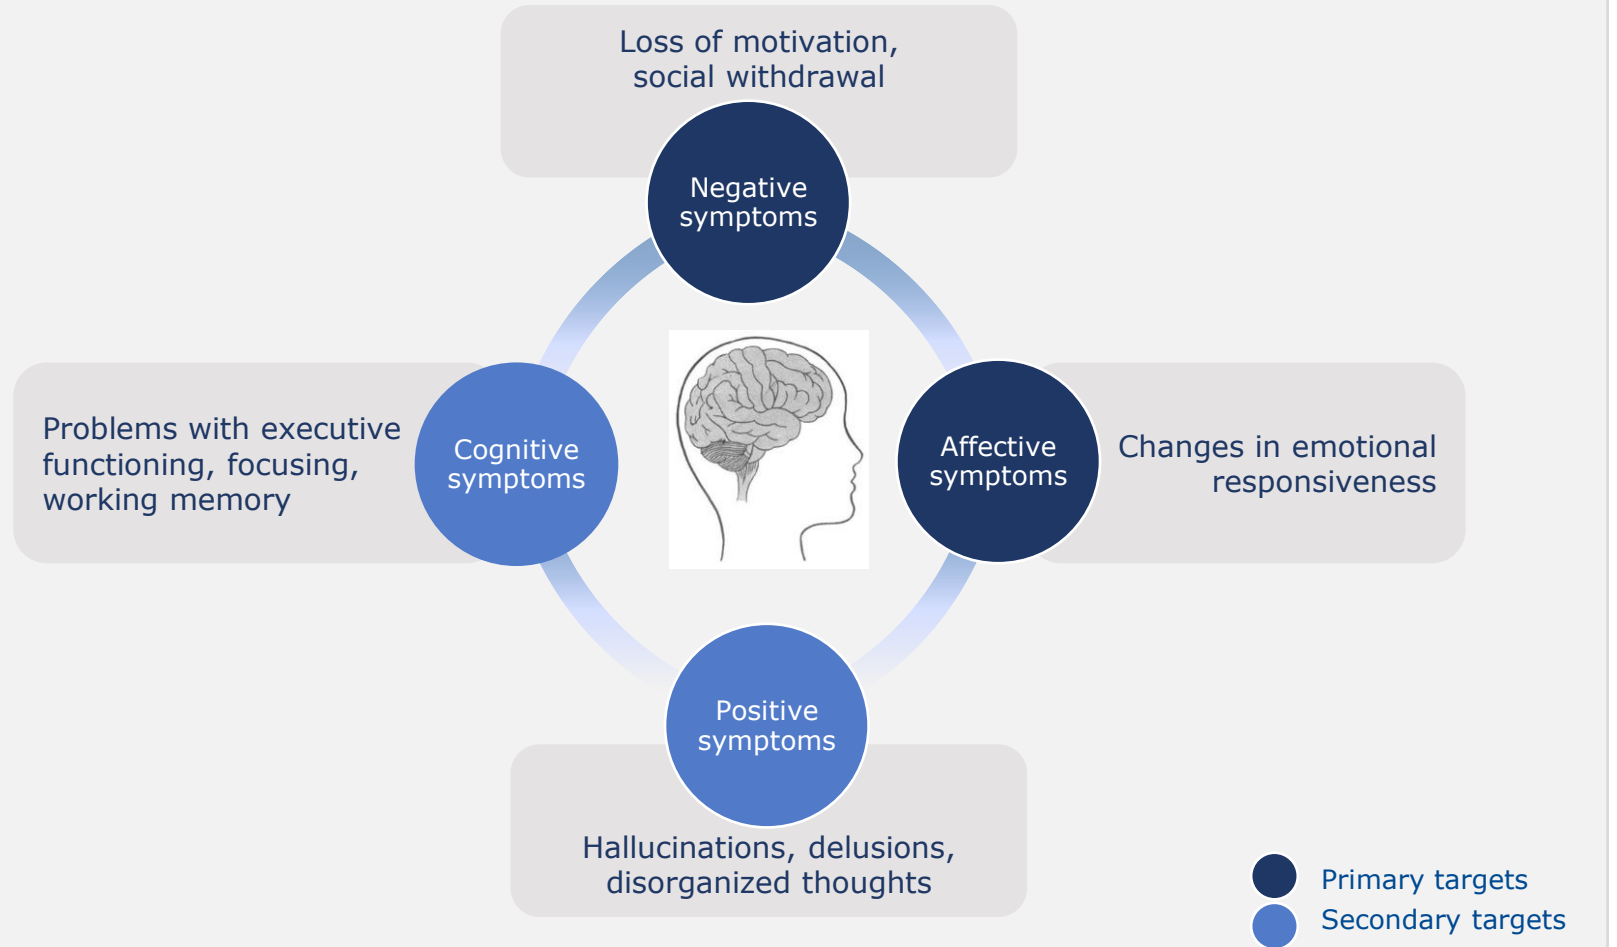 Loss of motivation,
social withdrawal
Negative
symptoms
Problems with executive
functioning, focusing,
working memory
Cognitive
symptoms
Affective
symptoms
Changes in emotional
responsiveness
Positive
symptoms
Hallucinations, delusions,
disorganized thoughts
Primary targets
Secondary targets